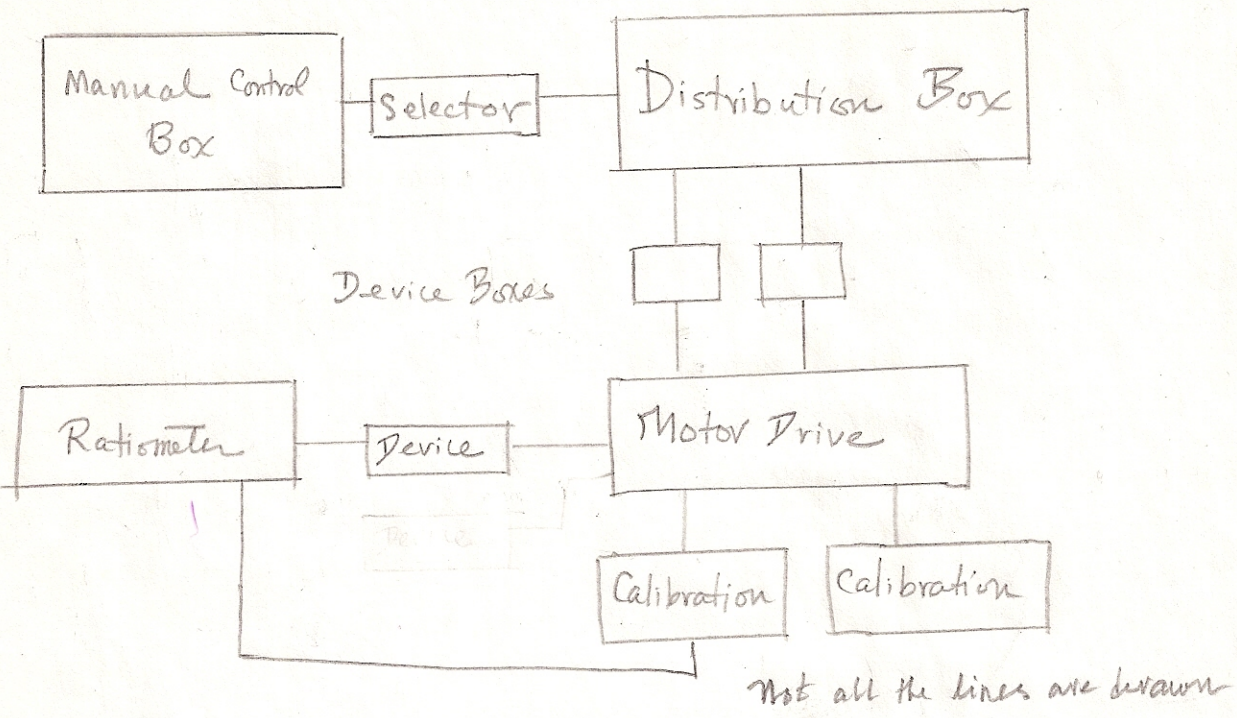 Manual Control
Box
Selector
Distribution Box
Device Boxes
Ratiometer
Device
Motor Drive
Device
Calibration
Calibration
Not all the lines are drawn